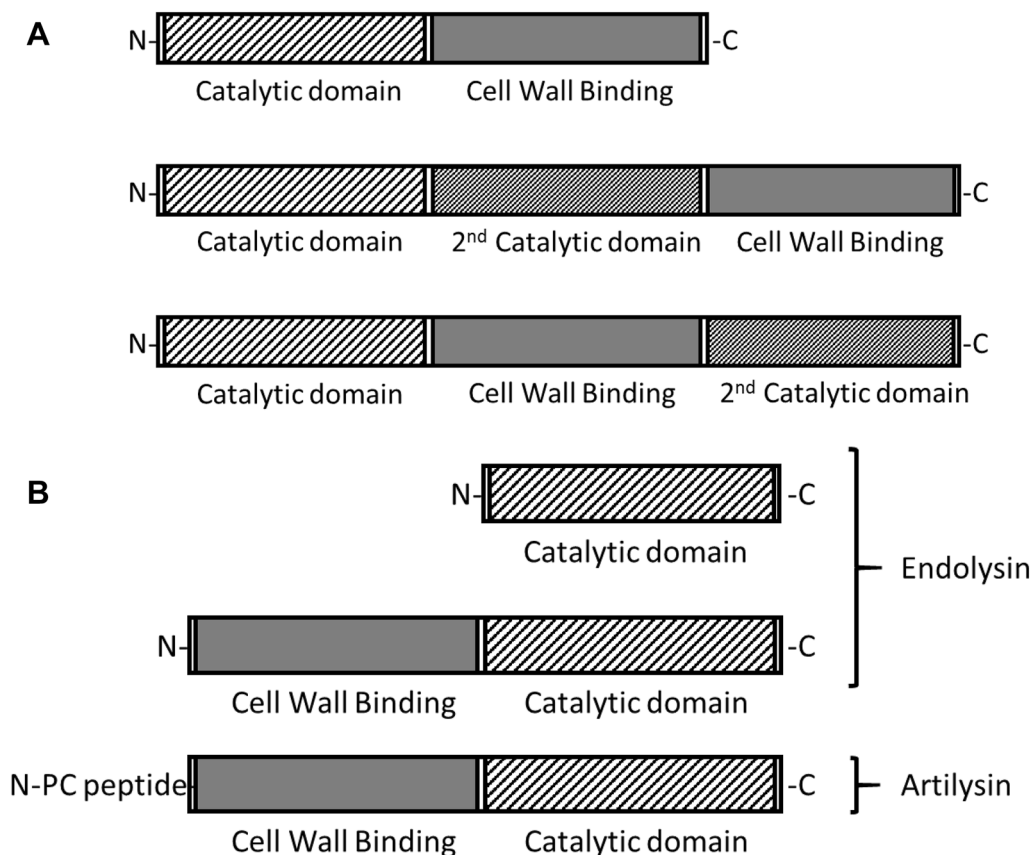 A
N- -C
Catalytic domain Cell Wall Binding
N- -C
Catalytic domain 2nd Catalytic domain Cell Wall Binding
N- -C
Catalytic domain Cell Wall Binding 2nd Catalytic domain
B
N- -C
Catalytic domain
Endolysin
N- -C
Cell Wall Binding Catalytic domain
N-PC peptide -C Artilysin
Cell Wall Binding Catalytic domain